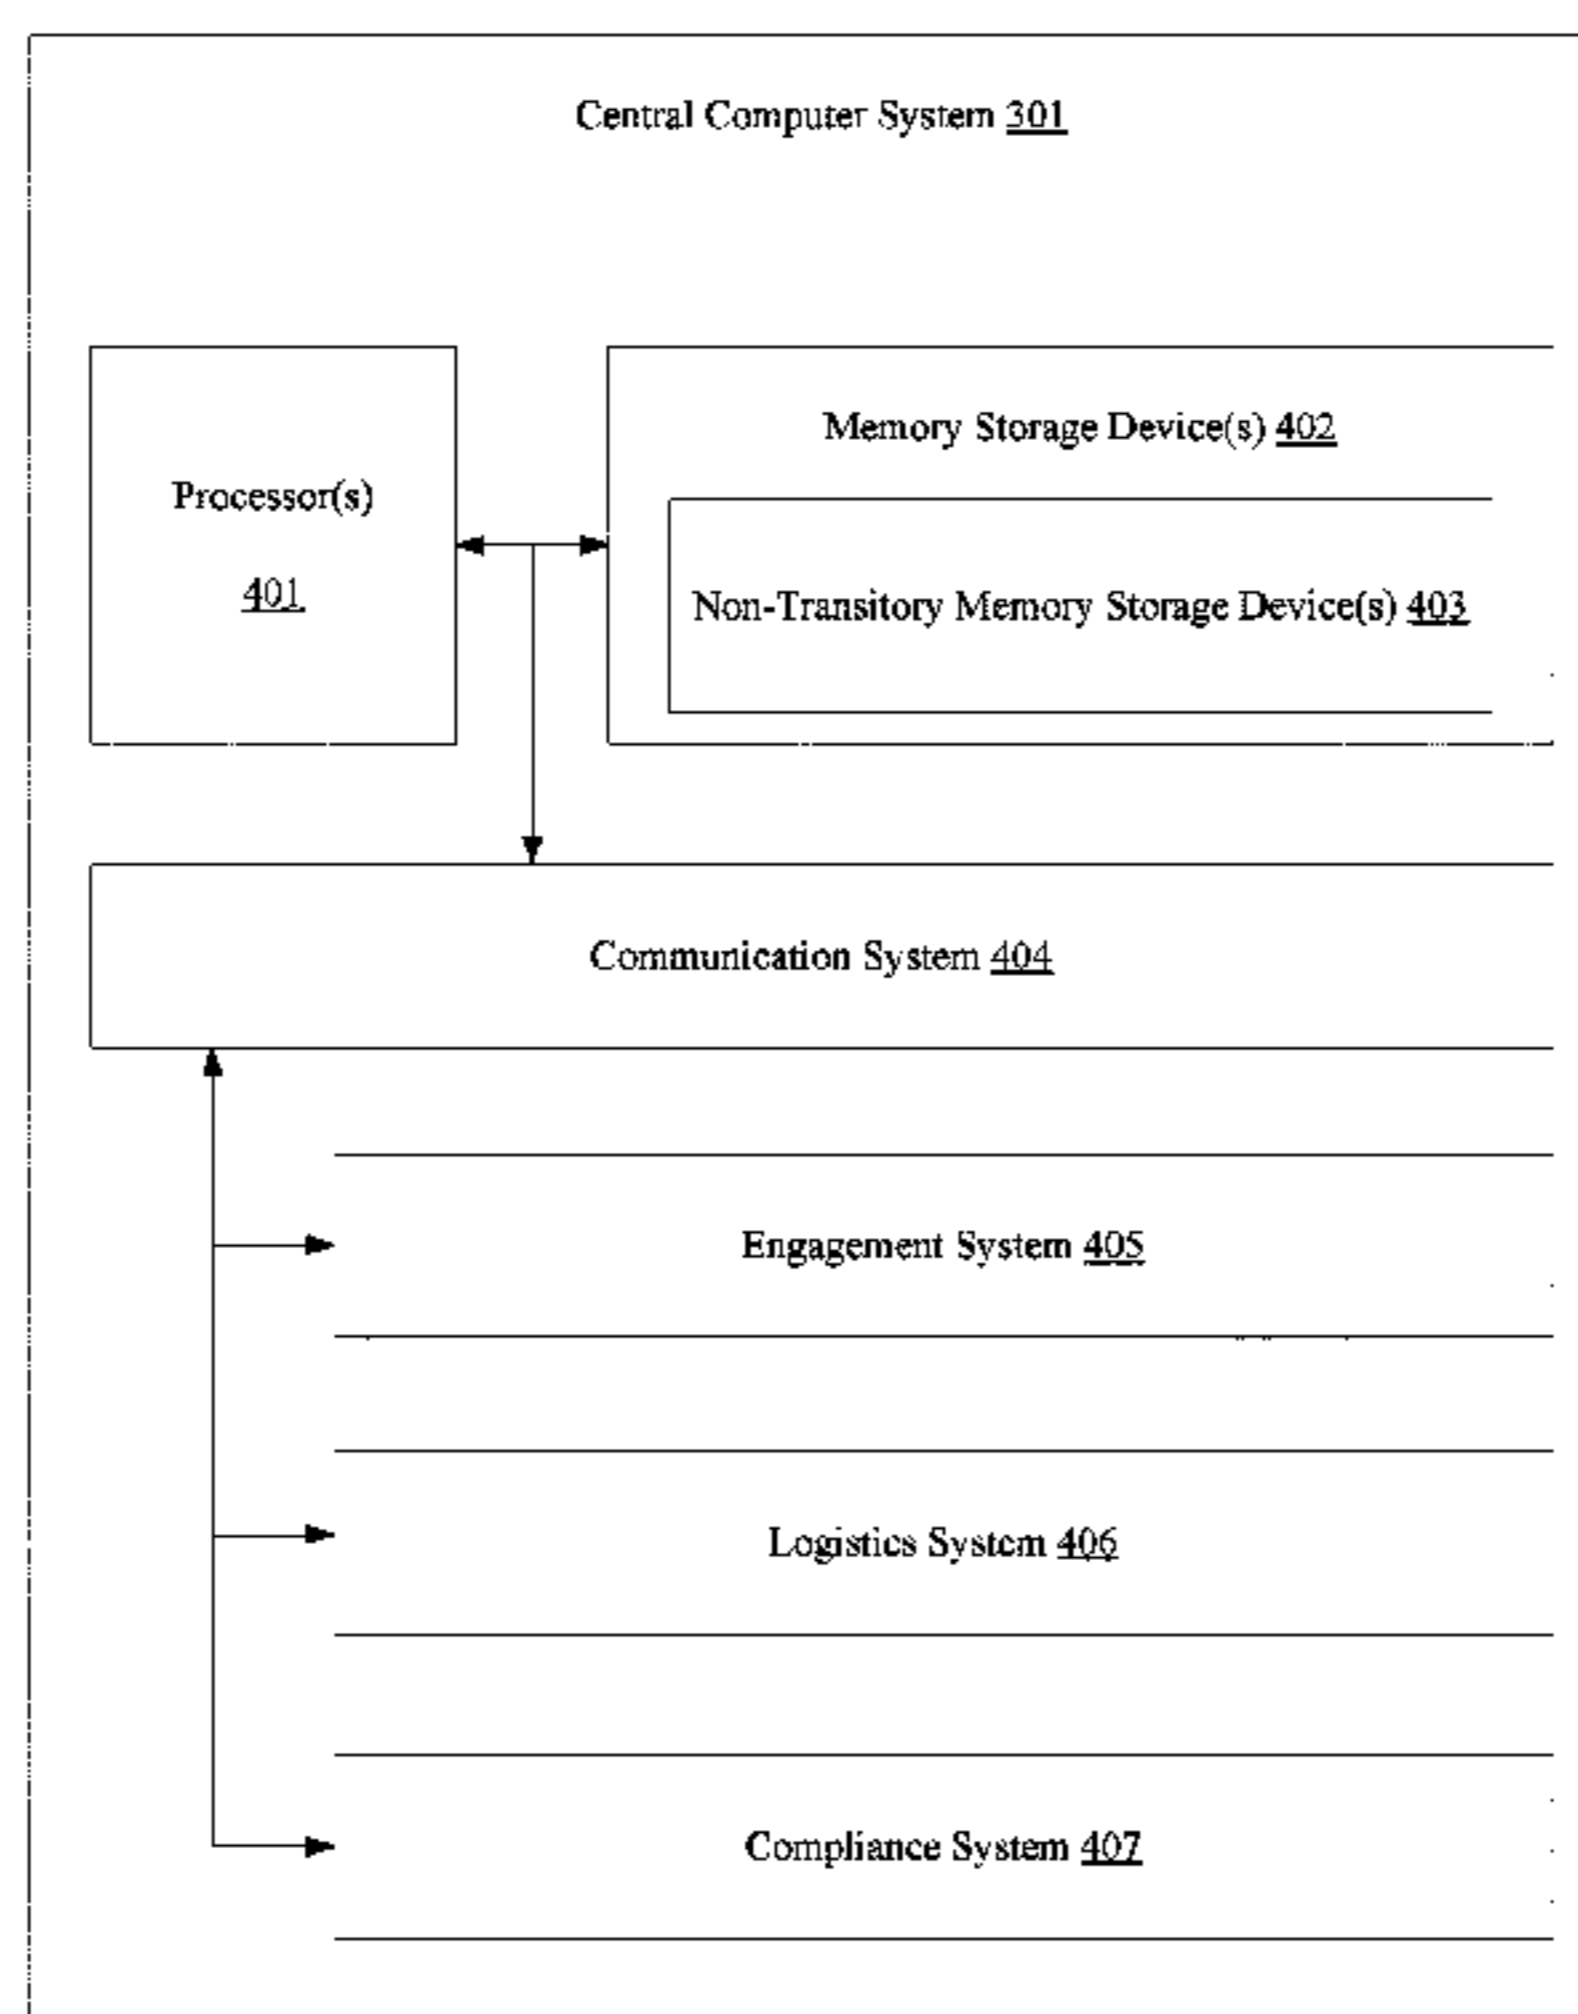 Central Computer System 301
Processor(s)
401
Memory Storage Device(s) 402
Non-Transitory Memory Storage Device(s) 403
Communication System 404
Engagement System 405
Logistics System 406
Compliance System 407